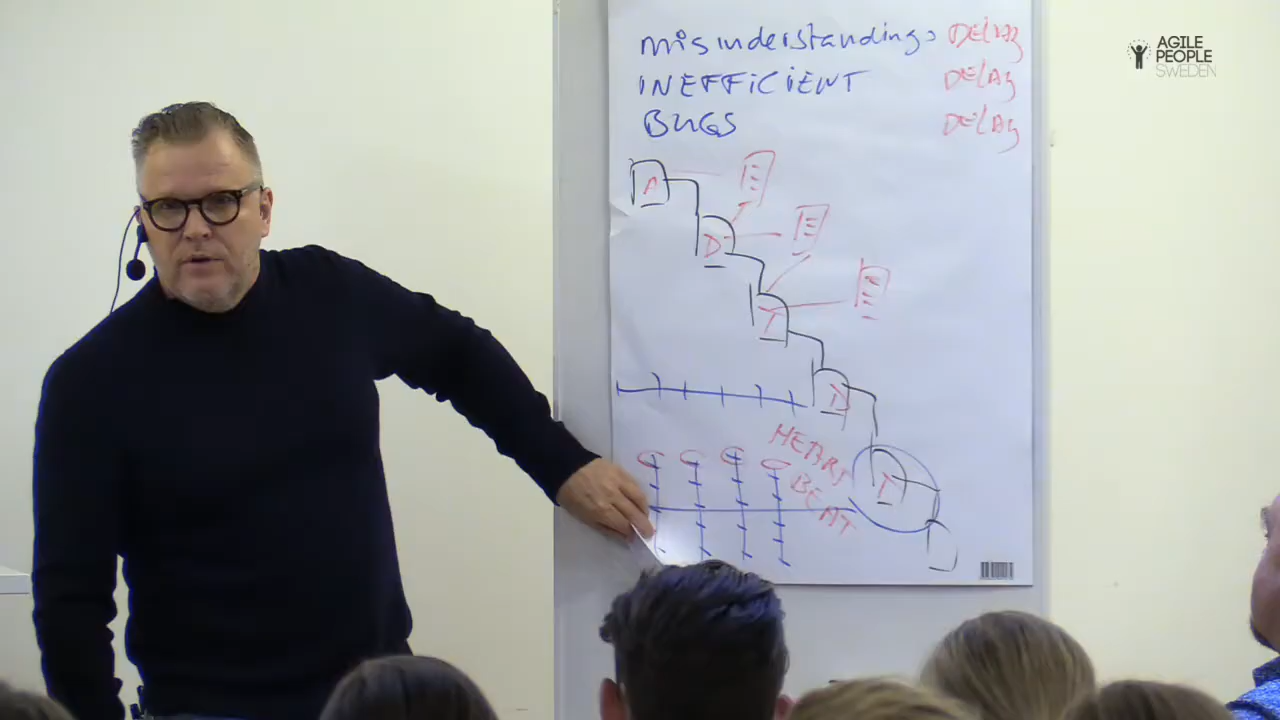 misunderstandings DELAY
INEFFICIENT DELAY
BUGS DELAY
A
D
T
D
I
HEART
BEAT
AGILE
PEOPLE
SWEDEN